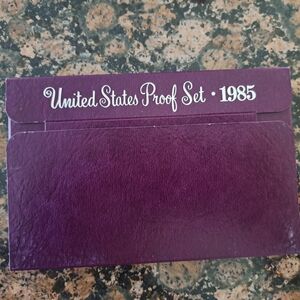 United States Proof Set • 1985